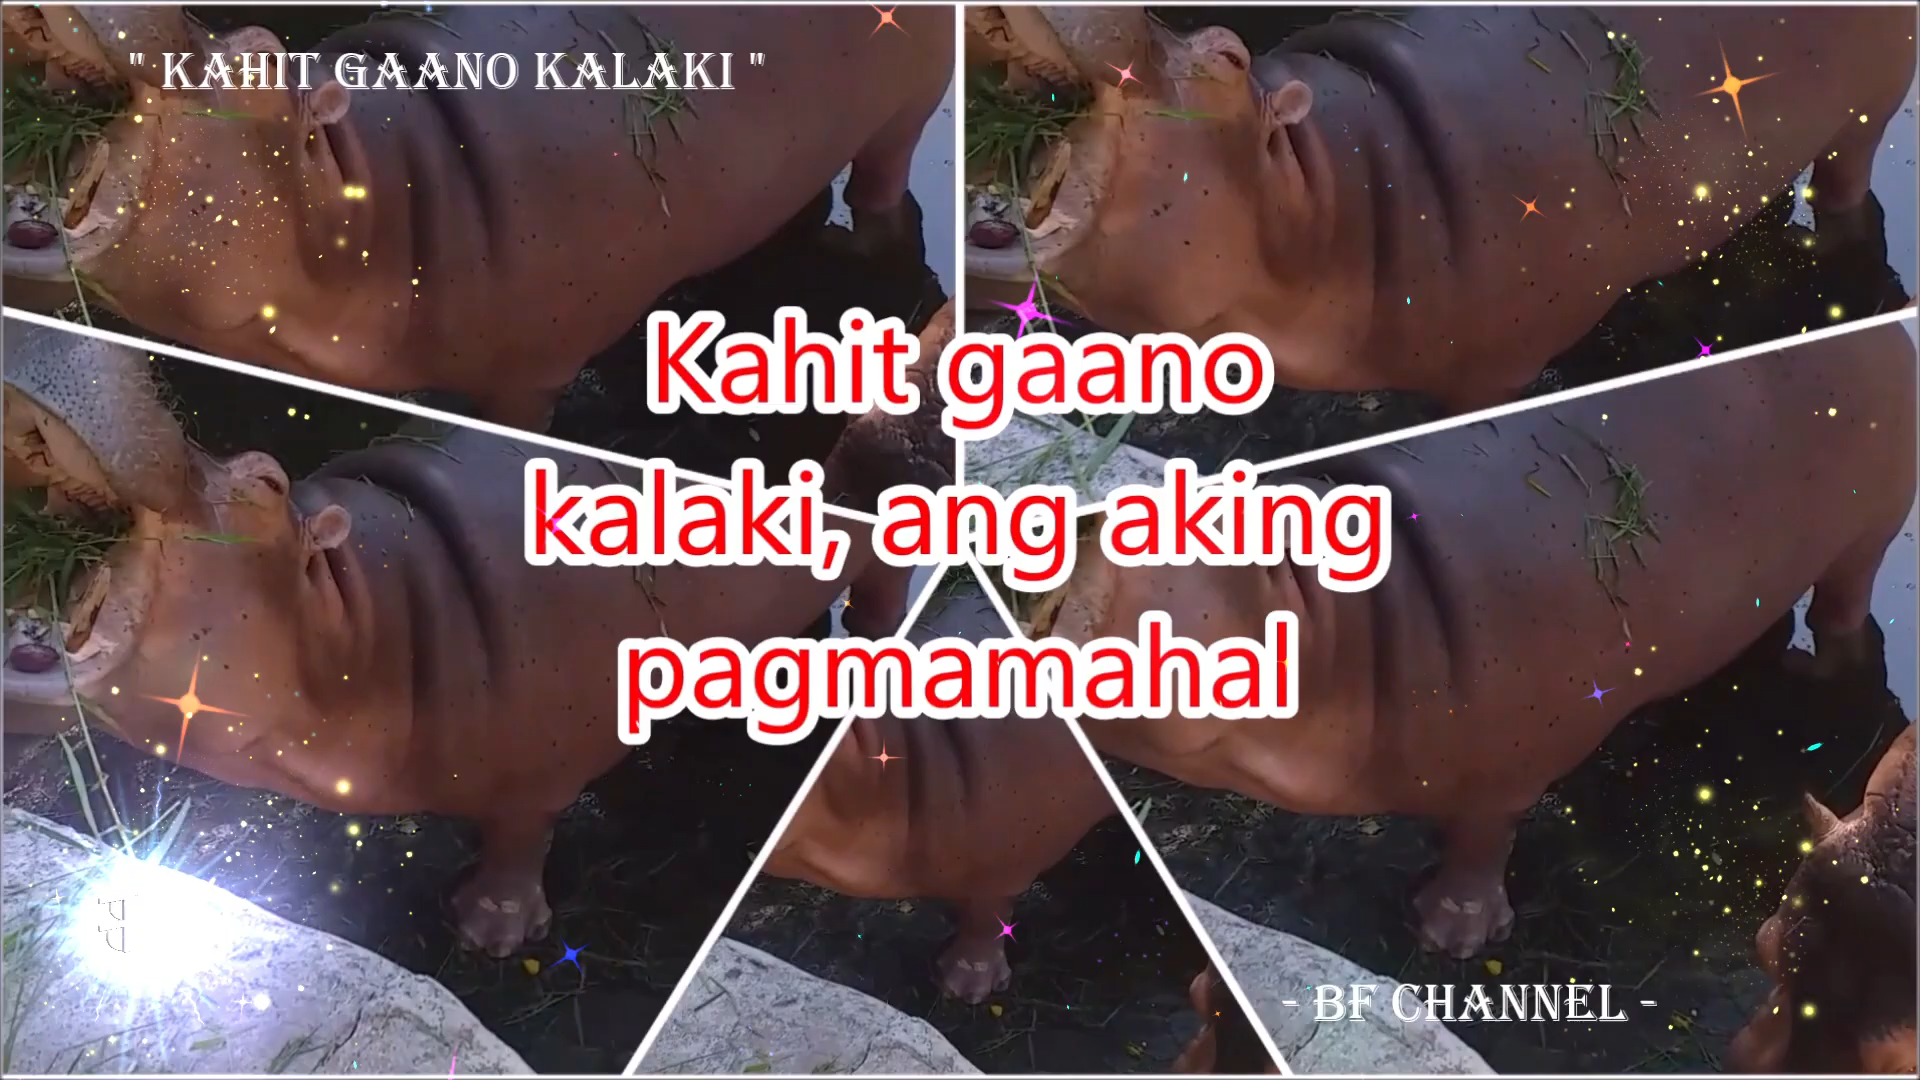 " KAHIT GAANO KALAKI "
Kahit gaano
kalaki, ang aking
pagmamahal
- BF CHANNEL -